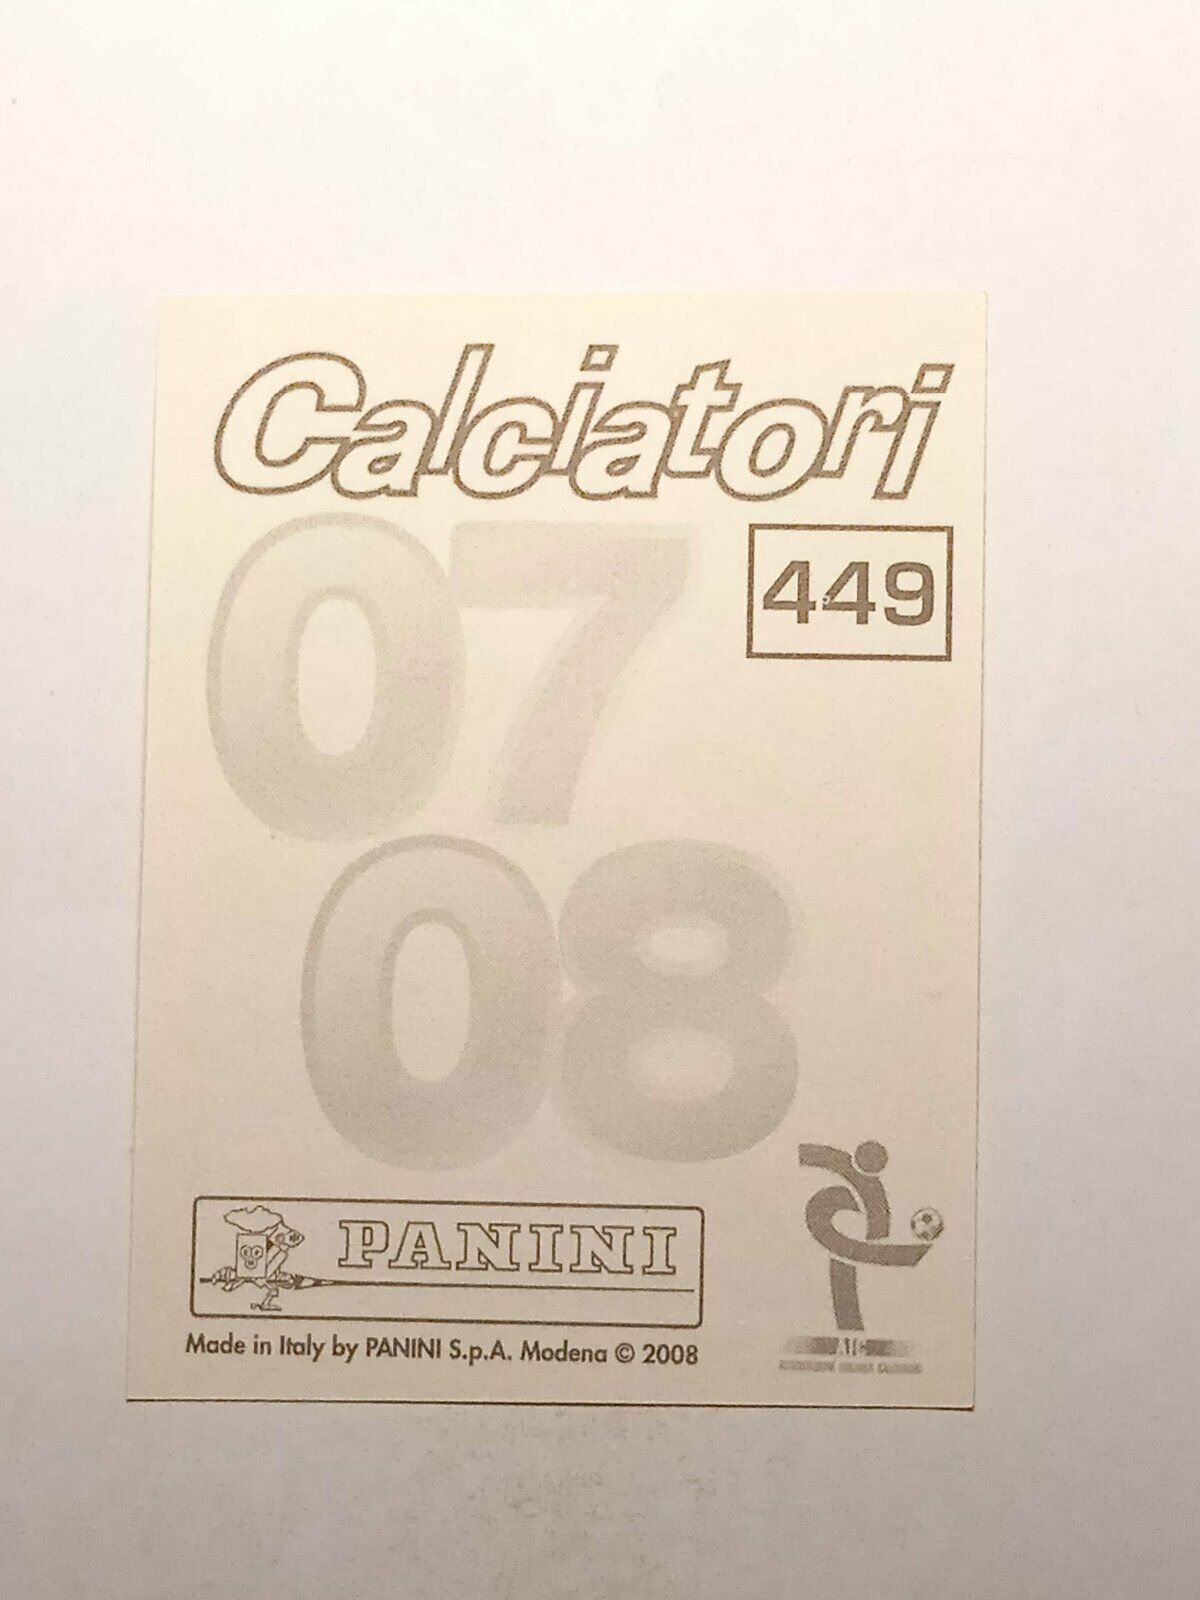 Calciatori
07
449
08
PANINI
Made in Italy by PANINI S.p.A. Modena © 2008